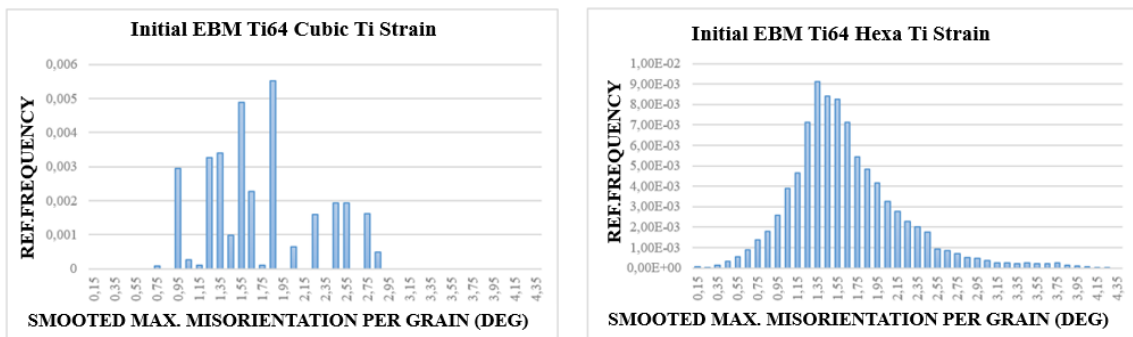 Initial EBM Ti64 Cubic Ti Strain
0,006
0,005
0,004
0,003
0,002
0,001
0
REF.FREQUENCY
0,15 0,35 0,55 0,75 0,95 1,15 1,35 1,55 1,75 1,95 2,15 2,35 2,55 2,75 2,95 3,15 3,35 3,55 3,75 3,95 4,15 4,35
SMOOTED MAX. MISORIENTATION PER GRAIN (DEG)
Initial EBM Ti64 Hexa Ti Strain
1,00E-02
9,00E-03
8,00E-03
7,00E-03
6,00E-03
5,00E-03
4,00E-03
3,00E-03
2,00E-03
1,00E-03
0,00E+00
REF.FREQUENCY
0,15 0,35 0,55 0,75 0,95 1,15 1,35 1,55 1,75 1,95 2,15 2,35 2,55 2,75 2,95 3,15 3,35 3,55 3,75 3,95 4,15 4,35
SMOOTED MAX. MISORIENTATION PER GRAIN (DEG)